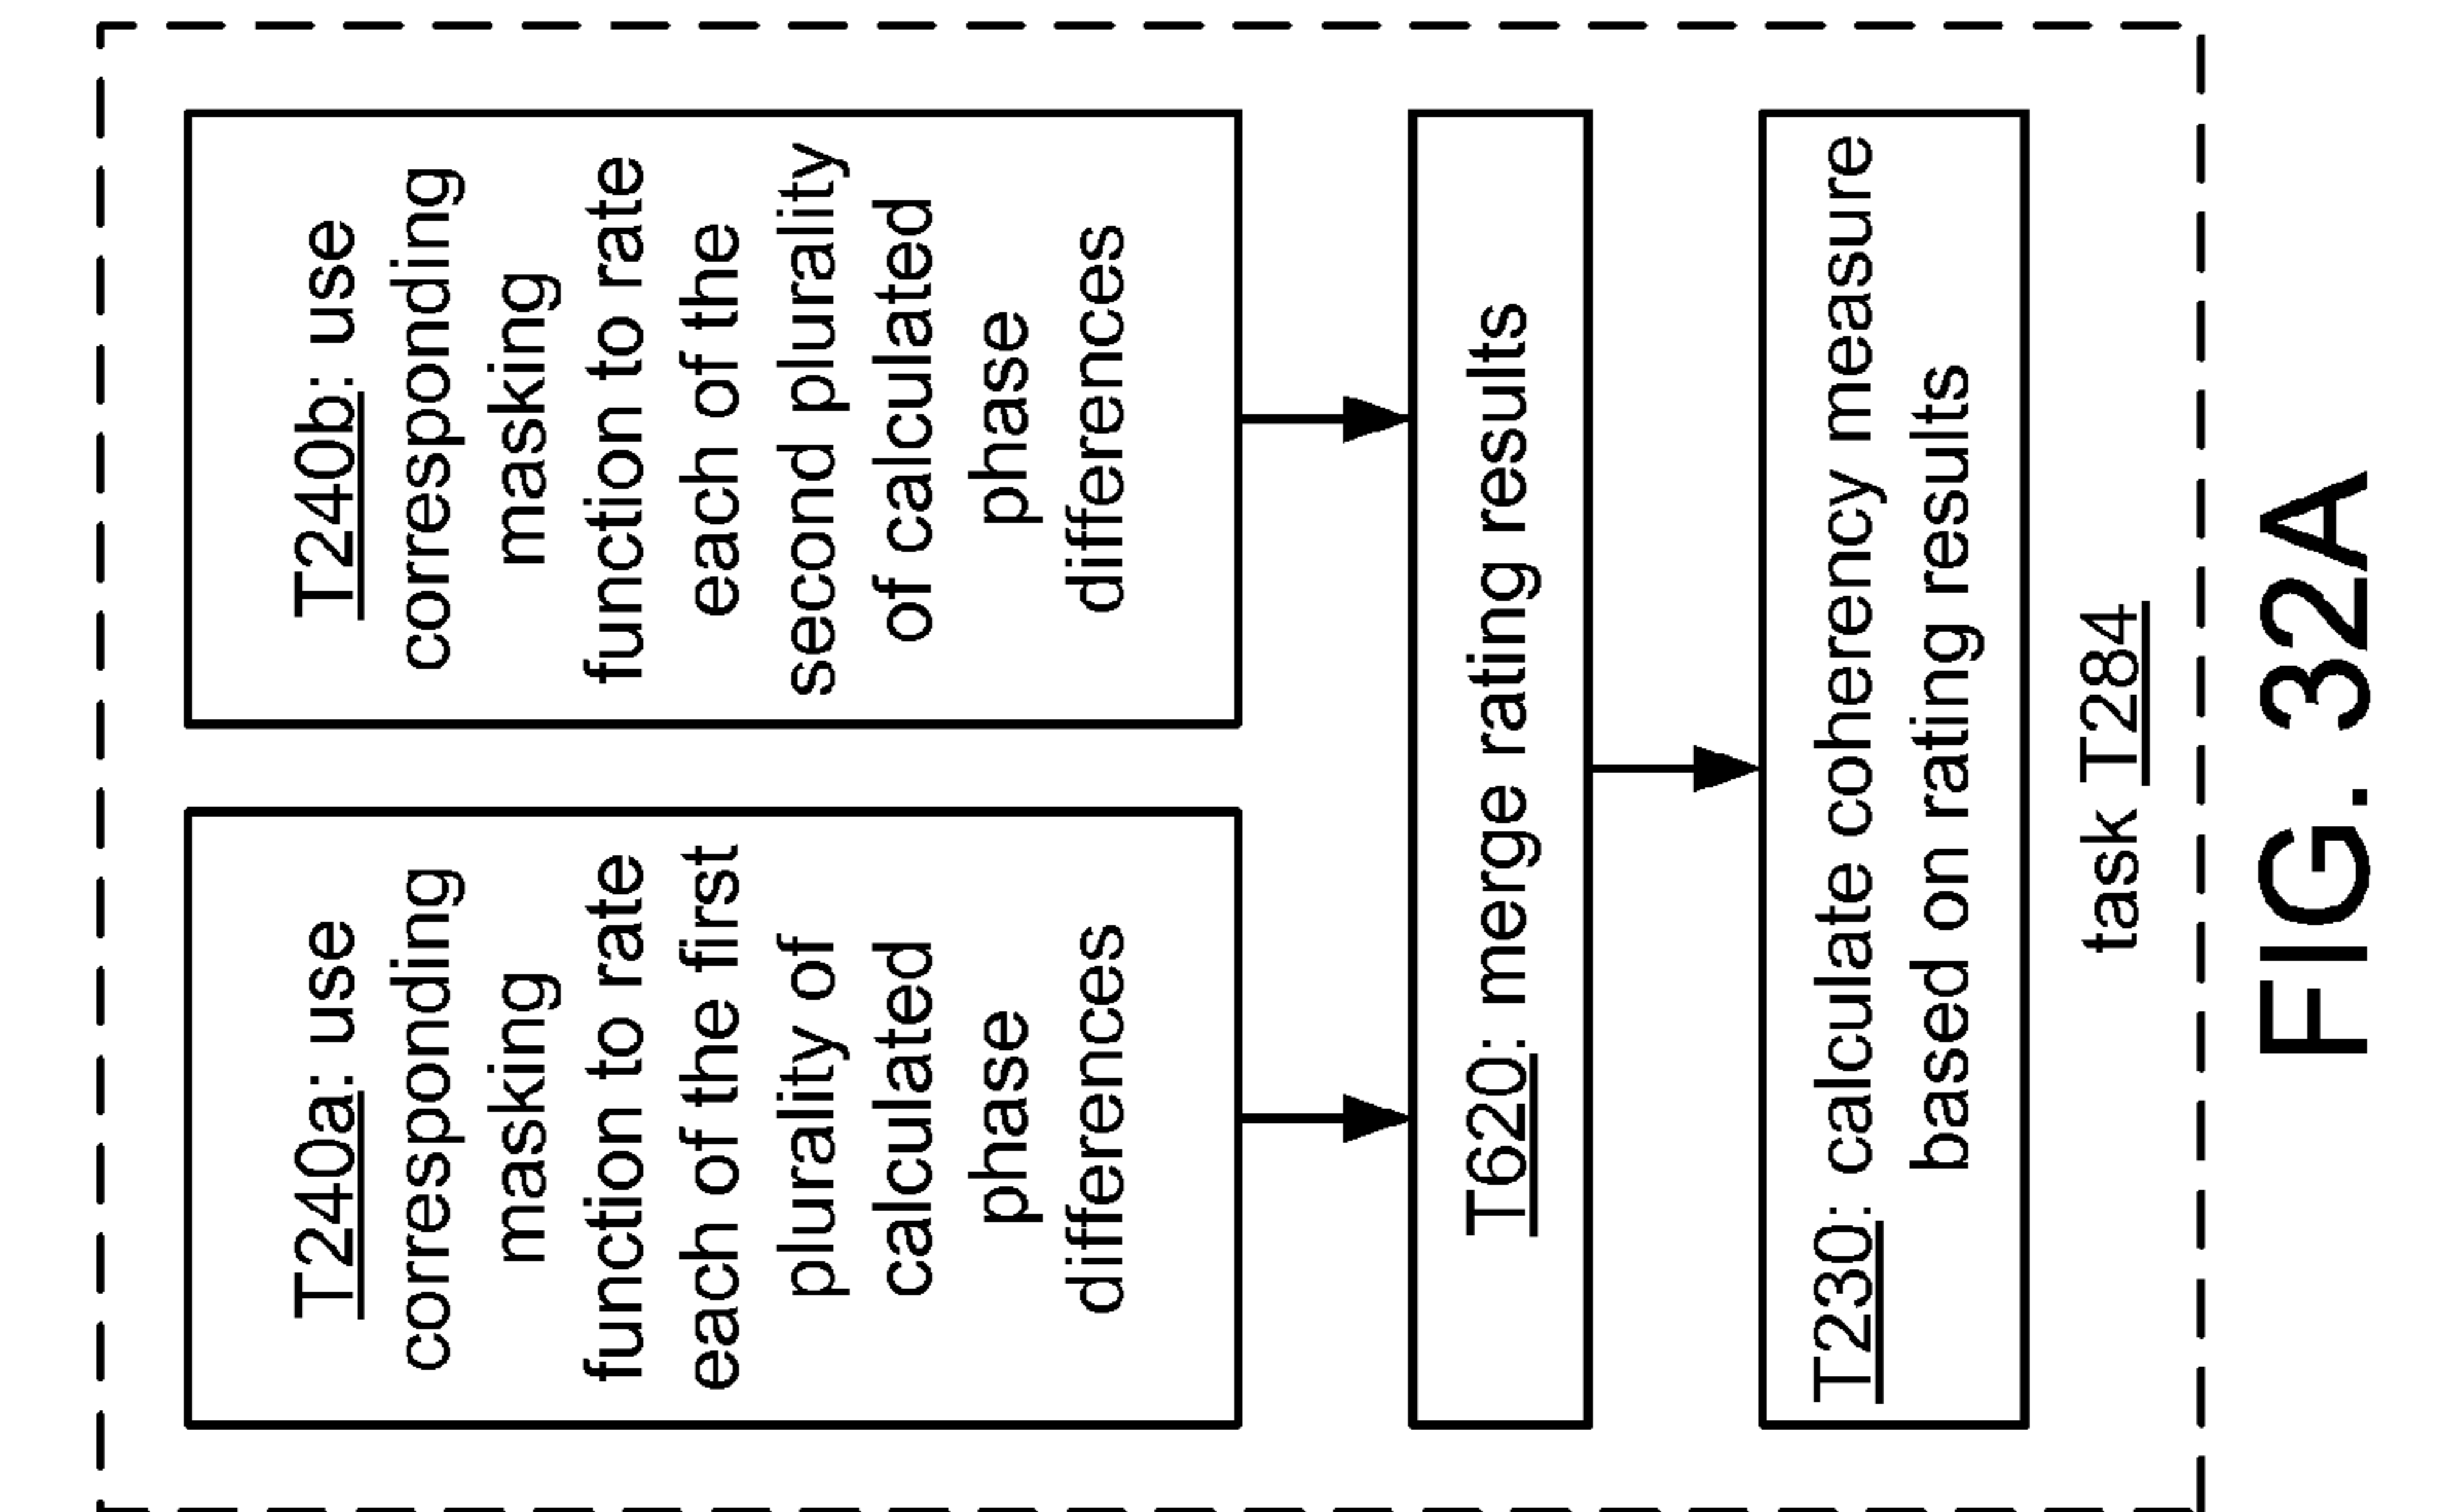 T240a: use
corresponding
masking
function to rate
each of the first
plurality of
calculated
phase
differences
T240b: use
corresponding
masking
function to rate
each of the
second plurality
of calculated
phase
differences
T620: merge rating results
T230: calculate coherency measure
based on rating results
task T284
FIG. 32A